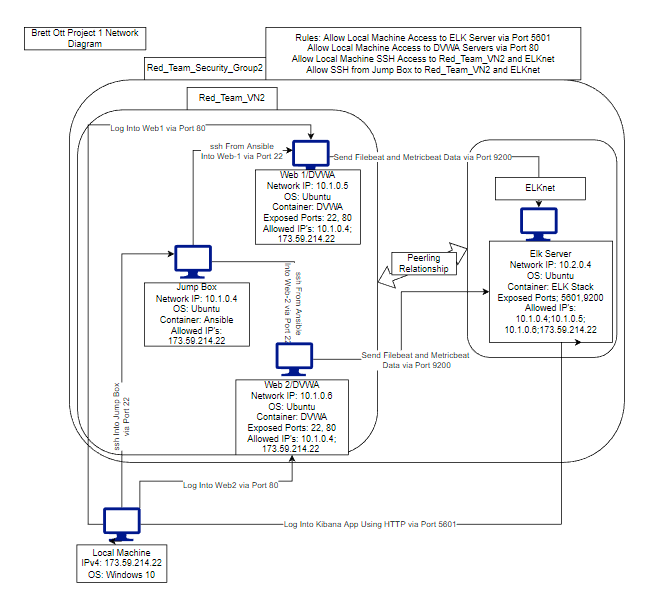 Brett Ott Project 1 Network
Diagram
Rules: Allow Local Machine Access to ELK Server via Port 5601
Allow Local Machine Access to DVWA Servers via Port 80
Allow Local Machine SSH Access to Red_Team_VN2 and ELKnet
Allow SSH from Jump Box to Red_Team_VN2 and ELKnet
Red_Team_Security_Group2
Red_Team_VN2
Log Into Web1 via Port 80
ssh From Ansible
Into Web-1 via Port 22
Send Filebeat and Metricbeat Data via Port 9200
Web 1/DVWA
Network IP: 10.1.0.5
OS: Ubuntu
Container: DVWA
Exposed Ports: 22, 80
Allowed IP's: 10.1.0.4;
173.59.214.22
ELKnet
Elk Server
Network IP: 10.2.0.4
OS: Ubuntu
Container: ELK Stack
Exposed Ports; 5601,9200
Allowed IP's:
10.1.0.4;10.1.0.5;
10.1.0.6;173.59.214.22
Peerling
Relationship
Jump Box
Network IP: 10.1.0.4
OS: Ubuntu
Container: Ansible
Allowed IP's:
173.59.214.22
ssh From Ansible
Into Web-2 via Port 22
Send Filebeat and Metricbeat
Data via Port 9200
Web 2/DVWA
Network IP: 10.1.0.6
OS: Ubuntu
Container: DVWA
Exposed Ports: 22, 80
Allowed IP's: 10.1.0.4;
173.59.214.22
ssh Into Jump Box
via Port 22
Log Into Web2 via Port 80
Log Into Kibana App Using HTTP via Port 5601
Local Machine
IPv4: 173.59.214.22
OS: Windows 10